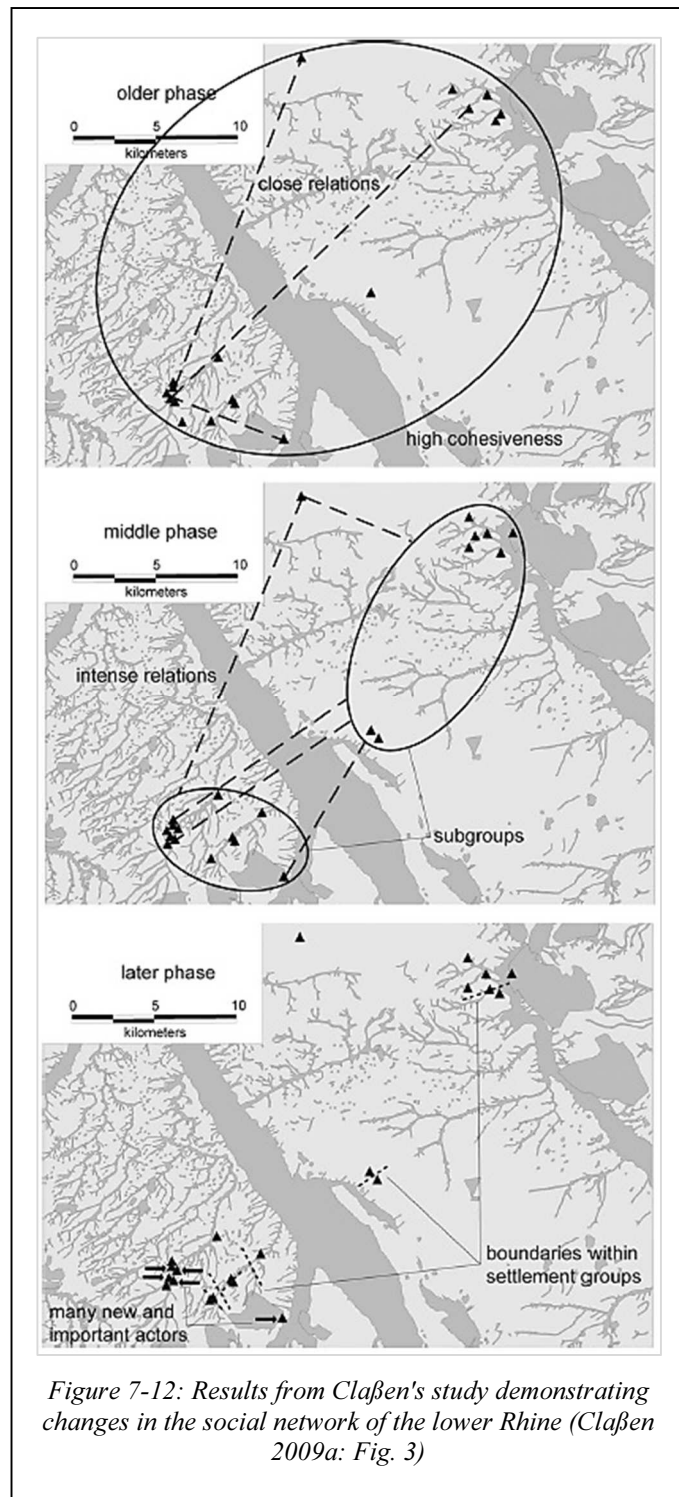 older phase
0 5 10
kilometers
close relations
high cohesiveness
middle phase
0 5 10
kilometers
intense relations
subgroups
later phase
0 5 10
kilometers
boundaries within
settlement groups
many new and
important actors
Figure 7-12: Results from Claßen's study demonstrating
changes in the social network of the lower Rhine (Claßen
2009a: Fig. 3)